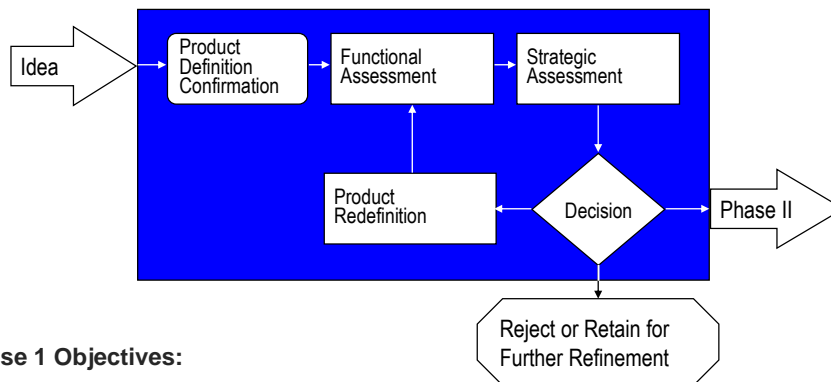 Idea
Product
Definition
Confirmation
Functional
Assessment
Strategic
Assessment
Product
Redefinition
Decision
Phase II
Reject or Retain for
Further Refinement
se 1 Objectives: